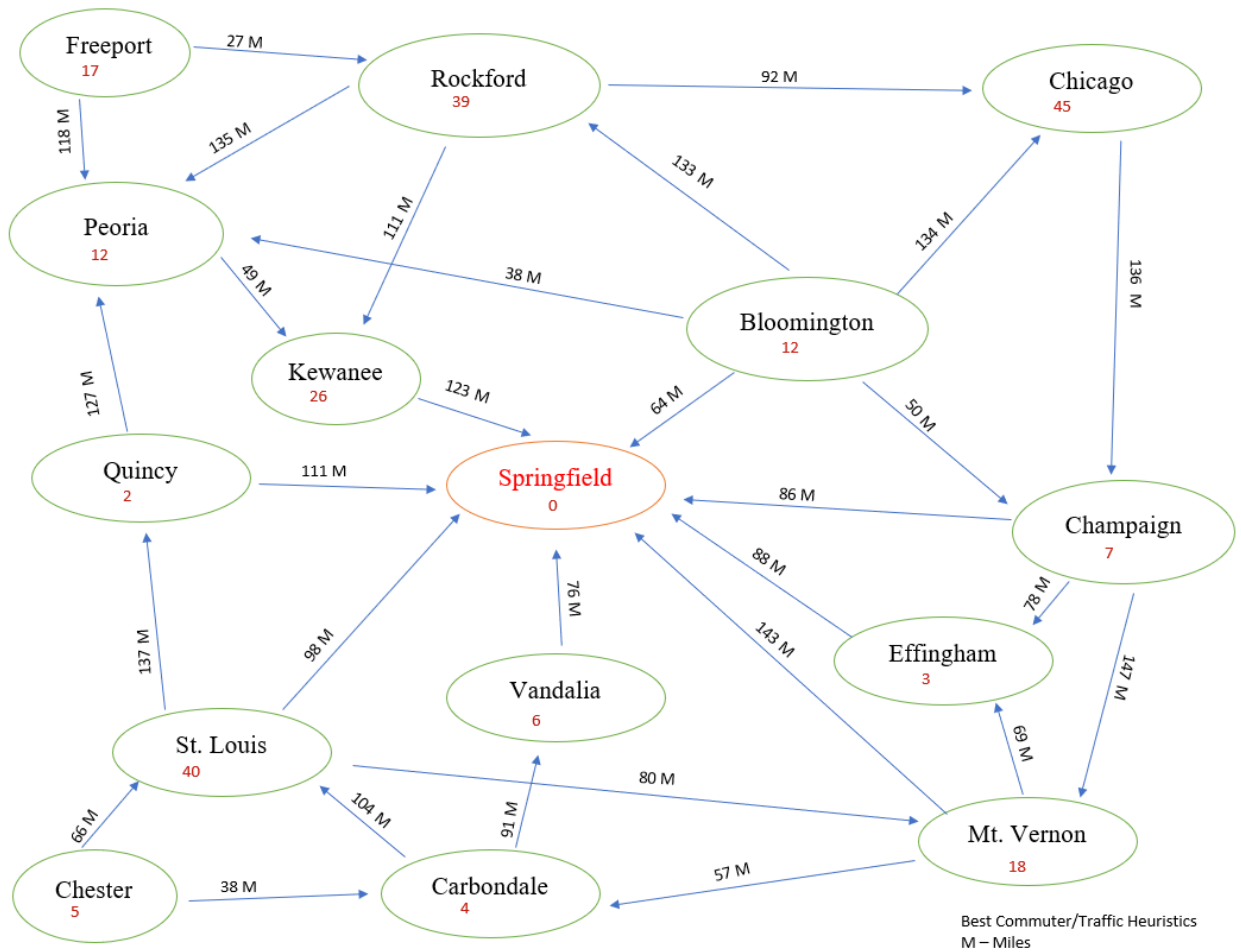 Freeport
17
27 M
Rockford
39
92 M
Chicago
45
118 M
135 M
111 M
133 M
134 M
136 M
Peoria
12
49 M
38 M
Bloomington
12
Kewanee
26
123 M
64 M
50 M
127 M
Quincy
2
111 M
Springfield
0
86 M
Champaign
7
137 M
98 M
76 M
143 M
88 M
78 M
147 M
Effingham
3
Vandalia
6
69 M
St. Louis
40
80 M
66 M
104 M
91 M
Mt. Vernon
18
57 M
Chester
5
38 M
Carbondale
4
Best Commuter/Traffic Heuristics
M – Miles